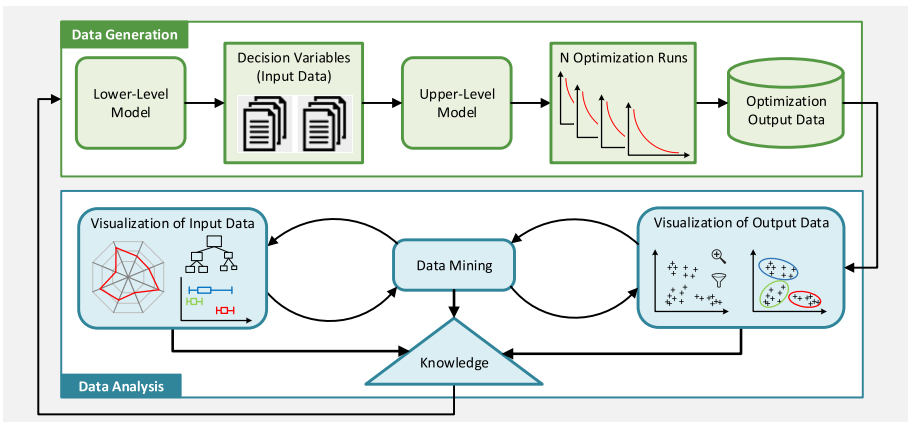 Data Generation
Lower-Level
Model
Decision Variables
(Input Data)
Upper-Level
Model
N Optimization Runs
Optimization
Output Data
Visualization of Input Data
Data Mining
Visualization of Output Data
Knowledge
Data Analysis